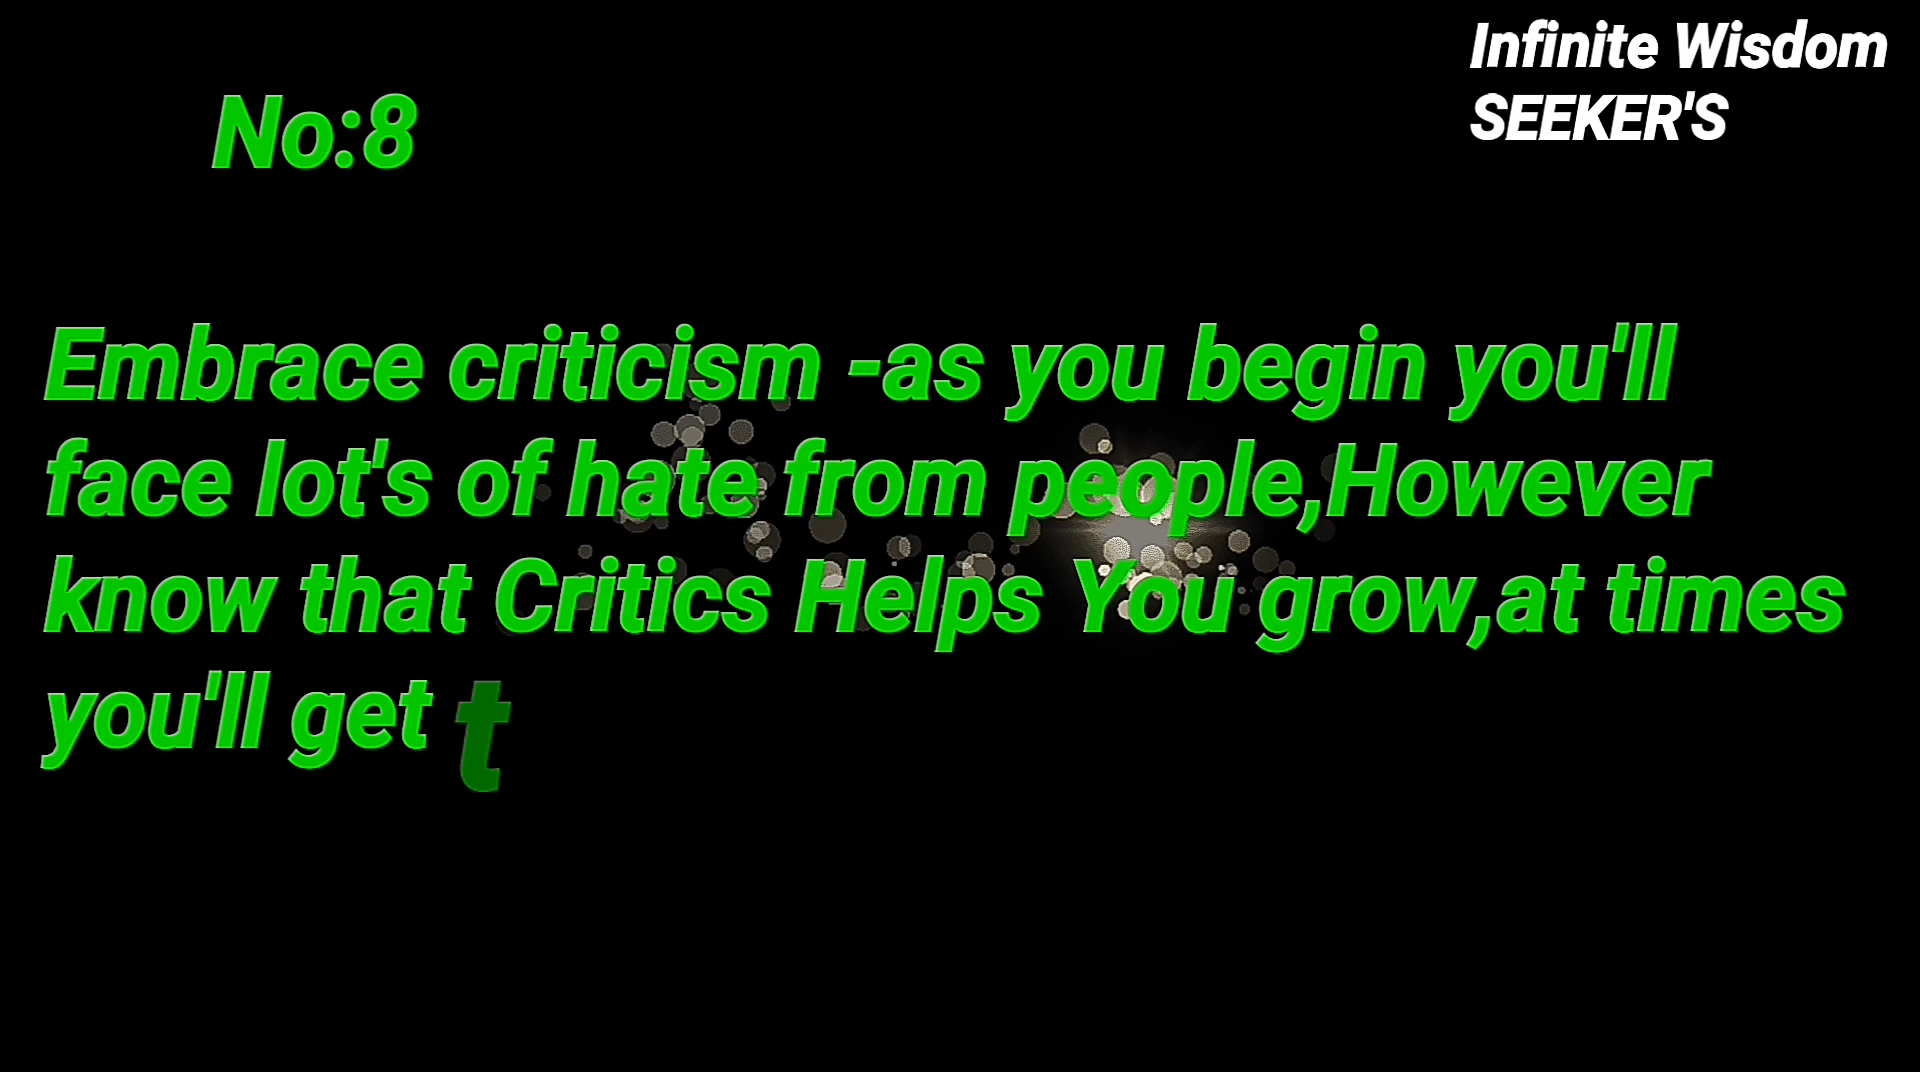 Infinite Wisdom
SEEKER'S
No:8
Embrace criticism -as you begin you'll
face lot's of hate from people,However
know that Critics Helps You grow,at times
you'll get t